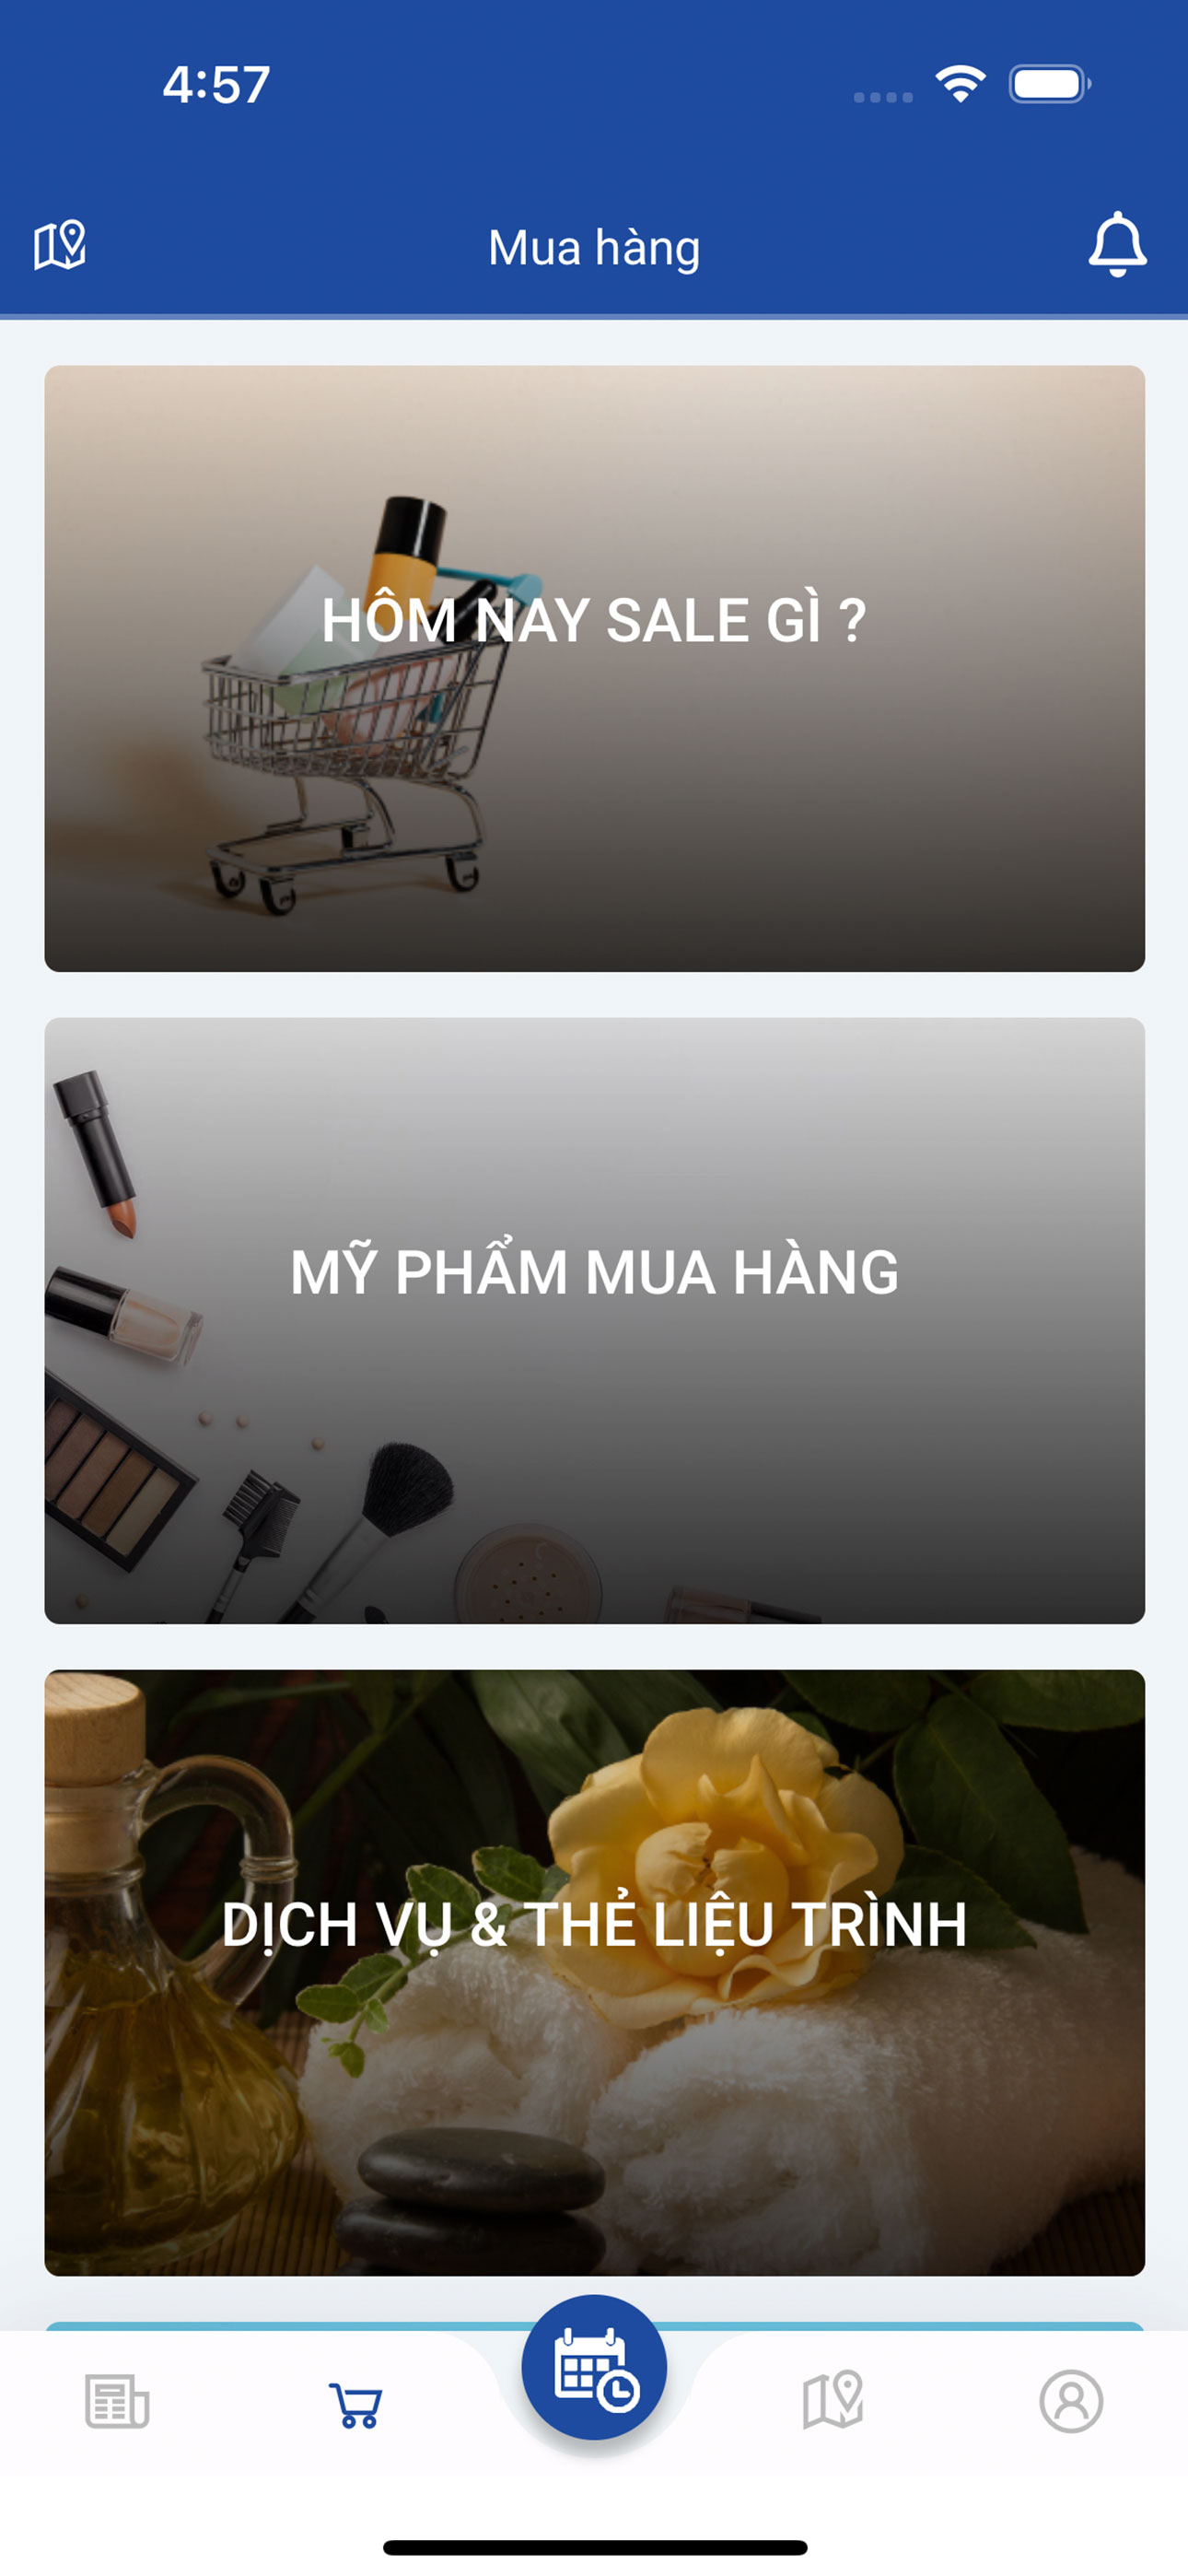 4:57
Mua hàng
HÔM NAY SALE GÌ ?
MỸ PHẨM MUA HÀNG
DỊCH VỤ & THẺ LIỆU TRÌNH